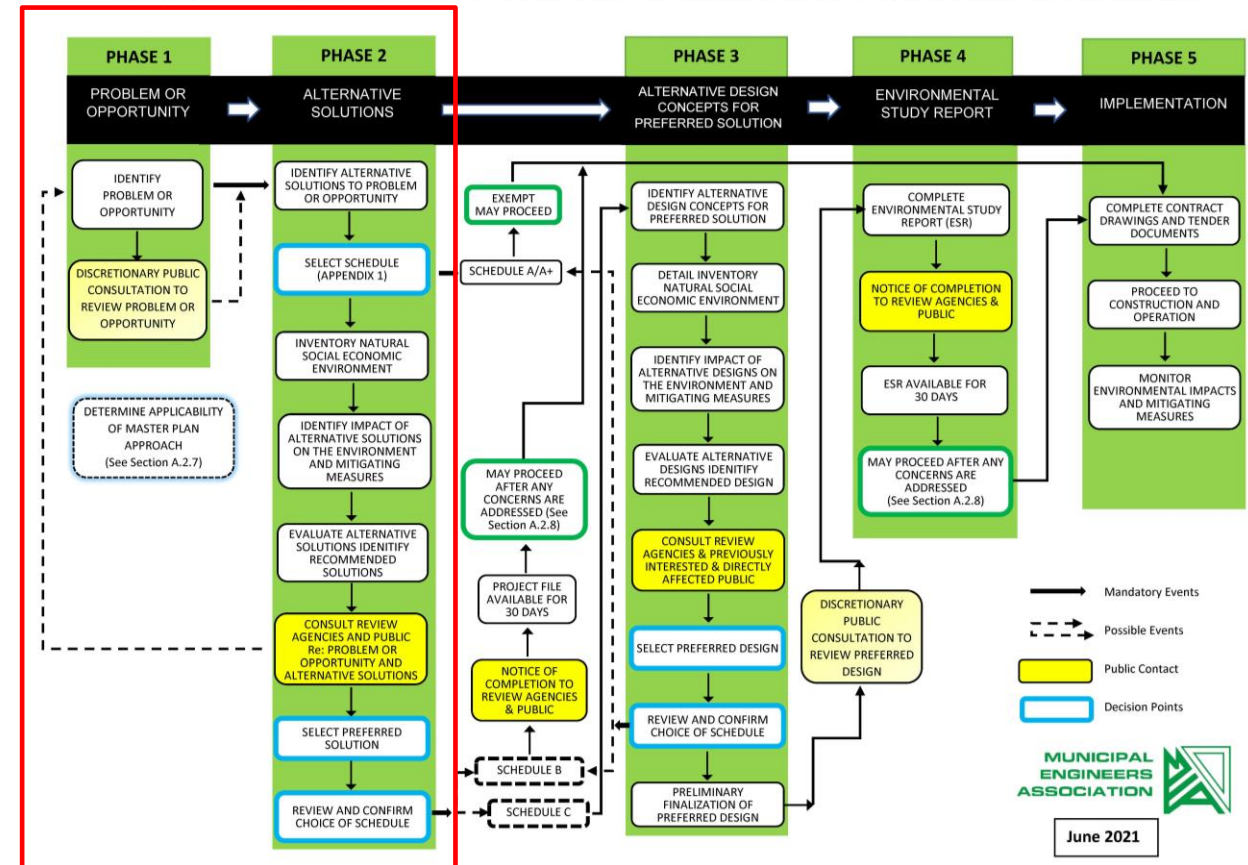 PHASE 1
PROBLEM OR
OPPORTUNITY
IDENTIFY
PROBLEM OR
OPPORTUNITY
DISCRETIONARY PUBLIC
CONSULTATION TO
REVIEW PROBLEM OR
OPPORTUNITY
DETERMINE APPLICABILITY
OF MASTER PLAN
APPROACH
(See Section A.2.7)
PHASE 2
ALTERNATIVE
SOLUTIONS
IDENTIFY ALTERNATIVE
SOLUTIONS TO PROBLEM
OR OPPORTUNITY
SELECT SCHEDULE
(APPENDIX 1)
INVENTORY NATURAL
SOCIAL ECONOMIC
ENVIRONMENT
IDENTIFY IMPACT OF
ALTERNATIVE SOLUTIONS
ON THE ENVIRONMENT
AND MITIGATING
MEASURES
EVALUATE ALTERNATIVE
SOLUTIONS IDENITIFY
RECOMMENDED
SOLUTIONS
CONSULT REVIEW
AGENCIES AND PUBLIC
Re: PROBLEM OR
OPPORTUNITY AND
ALTERNATIVE SOLUTIONS
SELECT PREFERRED
SOLUTION
REVIEW AND CONFIRM
CHOICE OF SCHEDULE
EXEMPT
MAY PROCEED
SCHEDULE A/A+
MAY PROCEED
AFTER ANY
CONCERNS ARE
ADDRESSED (See
Section A.2.8)
PROJECT FILE
AVAILABLE FOR
30 DAYS
NOTICE OF
COMPLETION TO
REVIEW AGENCIES
& PUBLIC
SCHEDULE B
SCHEDULE C
PHASE 3
ALTERNATIVE DESIGN
CONCEPTS FOR
PREFERRED SOLUTION
IDENTIFY ALTERNATIVE
DESIGN CONCEPTS FOR
PREFERRED SOLUTION
DETAIL INVENTORY
NATURAL SOCIAL
ECONOMIC ENVIRONMENT
IDENTIFY IMPACT OF
ALTERNATIVE DESIGNS ON
THE ENVIRONMENT AND
MITIGATING MEASURES
EVALUATE ALTERNATIVE
DESIGNS IDENITIFY
RECOMMENDED DESIGN
CONSULT REVIEW
AGENCIES & PREVIOUSLY
INTERESTED & DIRECTLY
AFFECTED PUBLIC
SELECT PREFERRED DESIGN
REVIEW AND CONFIRM
CHOICE OF SCHEDULE
PRELIMINARY
FINALIZATION OF
PREFERRED DESIGN
DISCRETIONARY
PUBLIC
CONSULTATION TO
REVIEW PREFERRED
DESIGN
PHASE 4
ENVIRONMENTAL
STUDY REPORT
COMPLETE
ENVIRONMENTAL STUDY
REPORT (ESR)
NOTICE OF COMPLETION
TO REVIEW AGENCIES &
PUBLIC
ESR AVAILABLE FOR
30 DAYS
MAY PROCEED AFTER ANY
CONCERNS ARE
ADDRESSED
(See Section A.2.8)
PHASE 5
IMPLEMENTATION
COMPLETE CONTRACT
DRAWINGS AND TENDER
DOCUMENTS
PROCEED TO
CONSTRUCTION AND
OPERATION
MONITOR
ENVIRONMENTAL IMPACTS
AND MITIGATING
MEASURES
Mandatory Events
Possible Events
Public Contact
Decision Points
MUNICIPAL
ENGINEERS
ASSOCIATION
June 2021